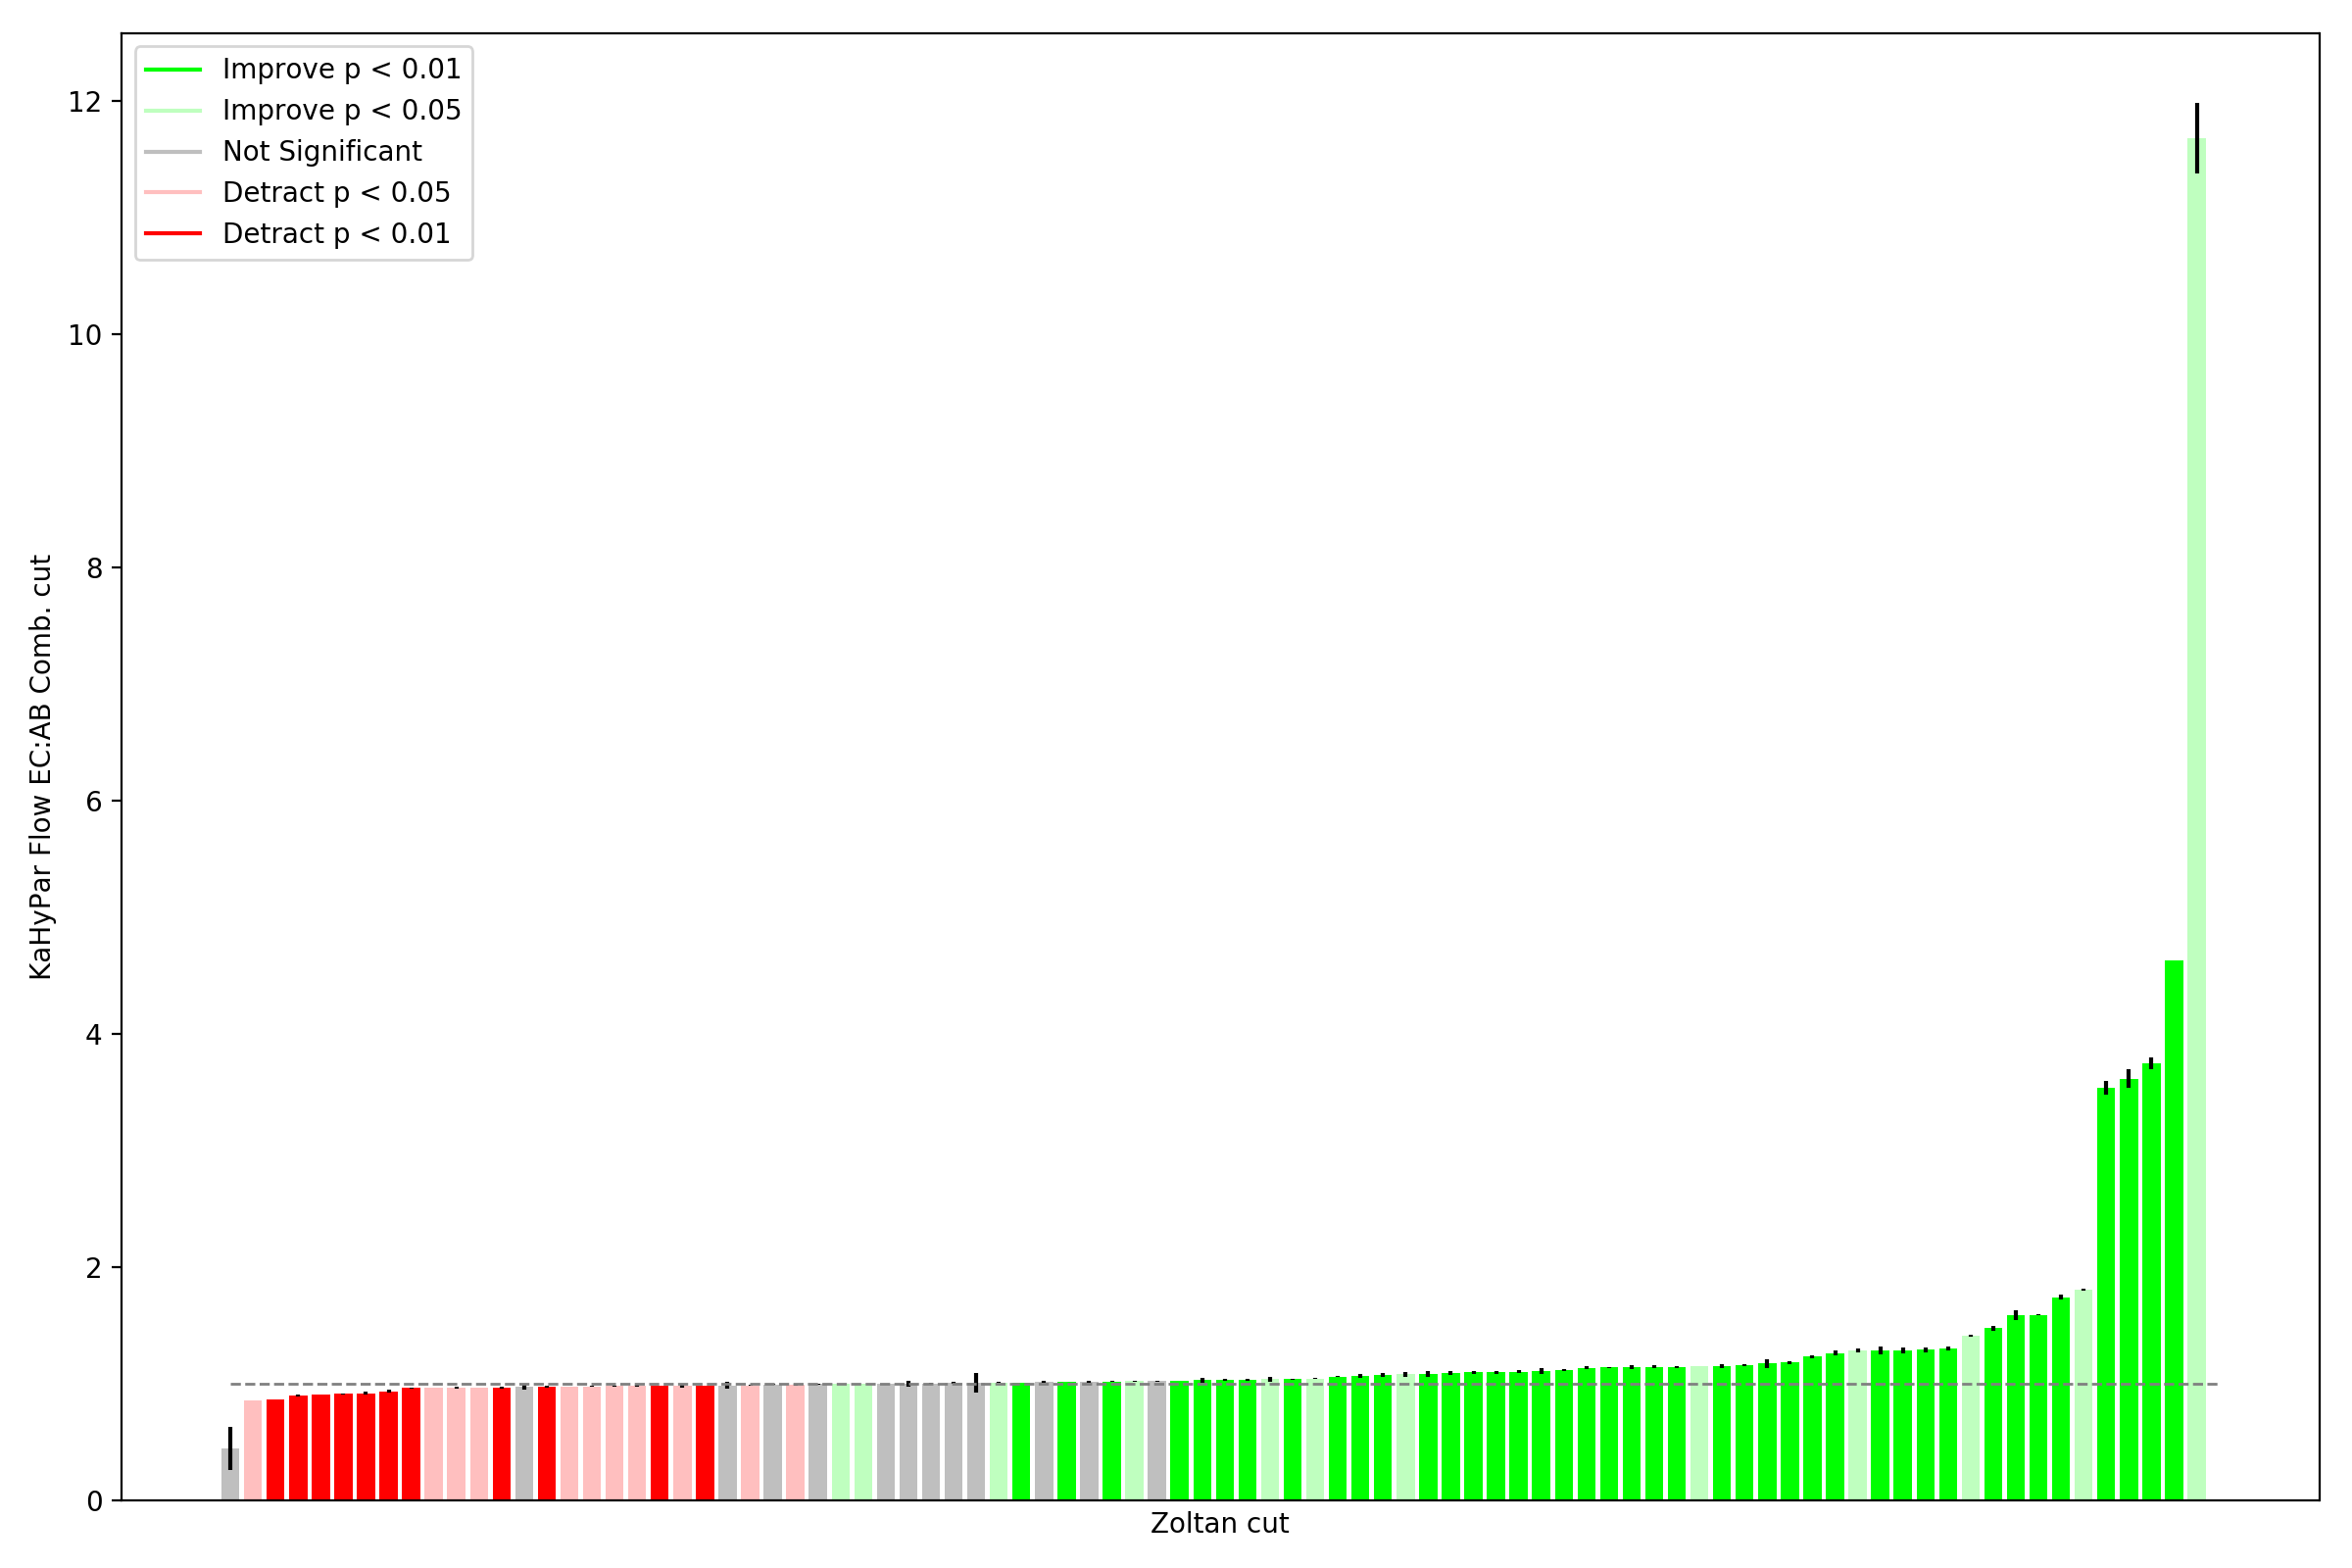 Improve p < 0.01
Improve p < 0.05
Not Significant
Detract p < 0.05
Detract p < 0.01
12
10
8
6
4
2
0
KaHyPar Flow EC:AB Comb. cut
Zoltan cut